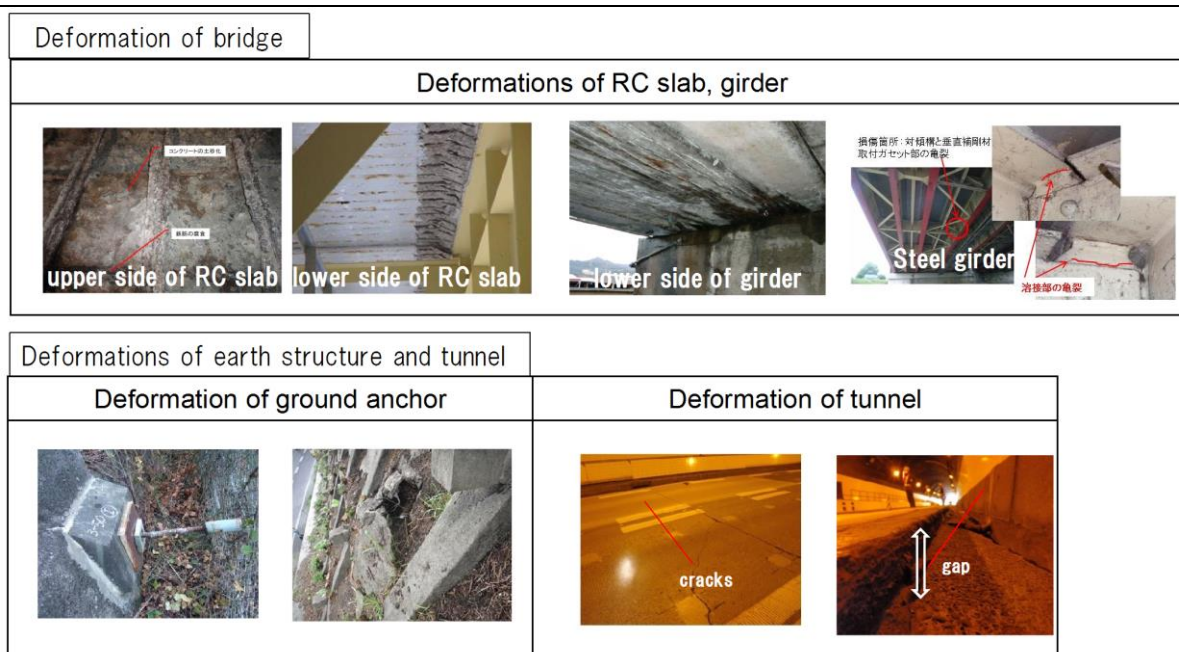 Deformation of bridge
Deformations of RC slab, girder
コンクリートの土砂化
鉄筋の腐食
upper side of RC slab
lower side of RC slab
lower side of girder
損傷箇所：対傾構と垂直補剛材
取付ガセット部の亀裂
Steel girder
溶接部の亀裂
Deformations of earth structure and tunnel
Deformation of ground anchor
Deformation of tunnel
cracks
gap